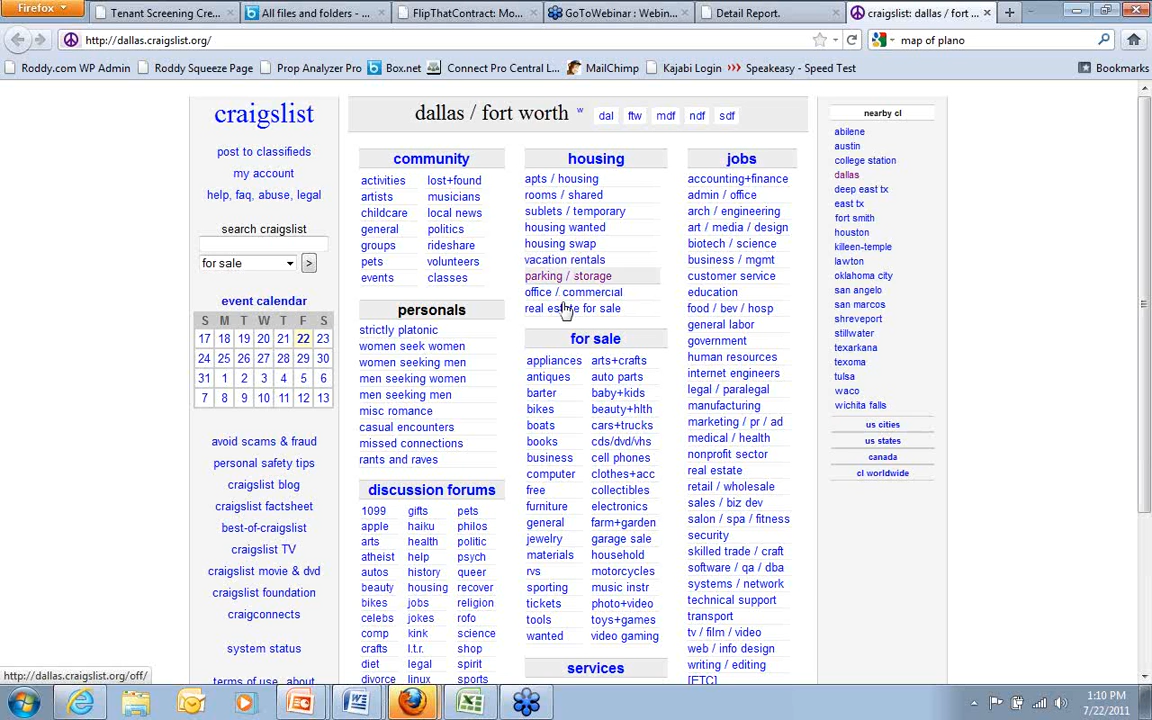 Firefox
Tenant Screening Cre...
All files and folders - ...
FlipThatContract: Mo...
GoToWebinar : Webin...
Detail Report.
craigslist: dallas / fort ...
http://dallas.craigslist.org/
map of plano
Roddy.com WP Admin
Roddy Squeeze Page
Prop Analyzer Pro
Box.net
Connect Pro Central L...
MailChimp
Kajabi Login
Speakeasy - Speed Test
Bookmarks
craigslist
post to classifieds
my account
help, faq, abuse, legal
search craigslist
for sale
>
event calendar
S M T W T F S
17 18 19 20 21 22 23
24 25 26 27 28 29 30
31 1 2 3 4 5 6
7 8 9 10 11 12 13
avoid scams & fraud
personal safety tips
craigslist blog
craigslist factsheet
best-of-craigslist
craigslist TV
craigslist movie & dvd
craigslist foundation
craigconnects
system status
terms of use about
dallas / fort worth w dal ftw mdf ndf sdf
community
activities lost+found
artists musicians
childcare local news
general politics
groups rideshare
pets volunteers
events classes
personals
strictly platonic
women seek women
women seeking men
men seeking women
men seeking men
misc romance
casual encounters
missed connections
rants and raves
discussion forums
1099 gifts pets
apple haiku philos
arts health politic
atheist help psych
autos history queer
beauty housing recover
bikes jobs religion
celebs jokes rofo
comp kink science
crafts l.t.r. shop
diet legal spirit
divorce linux sports
housing
apts / housing
rooms / shared
sublets / temporary
housing wanted
housing swap
vacation rentals
parking / storage
office / commercial
real estate for sale
for sale
appliances arts+crafts
antiques auto parts
barter baby+kids
bikes beauty+hlth
boats cars+trucks
books cds/dvd/vhs
business cell phones
computer clothes+acc
free collectibles
furniture electronics
general farm+garden
jewelry garage sale
materials household
rvs motorcycles
sporting music instr
tickets photo+video
tools toys+games
wanted video gaming
services
jobs
accounting+finance
admin / office
arch / engineering
art / media / design
biotech / science
business / mgmt
customer service
education
food / bev / hosp
general labor
government
human resources
internet engineers
legal / paralegal
manufacturing
marketing / pr / ad
medical / health
nonprofit sector
real estate
retail / wholesale
sales / biz dev
salon / spa / fitness
security
skilled trade / craft
software / qa / dba
systems / network
technical support
transport
tv / film / video
web / info design
writing / editing
[ETC]
nearby cl
abilene
austin
college station
dallas
deep east tx
east tx
fort smith
houston
killeen-temple
lawton
oklahoma city
san angelo
san marcos
shreveport
stillwater
texarkana
texoma
tulsa
waco
wichita falls
us cities
us states
canada
cl worldwide
http://dallas.craigslist.org/off/
1:10 PM
7/22/2011